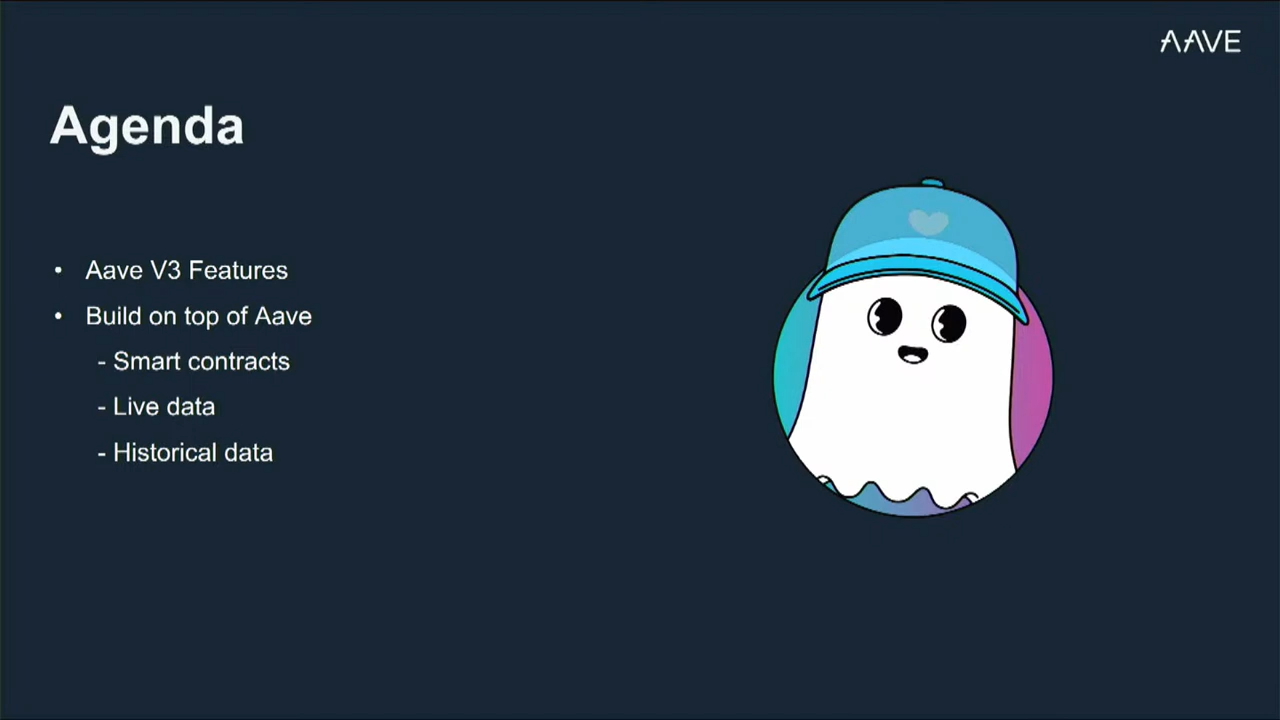 AAVE
Agenda
• Aave V3 Features
• Build on top of Aave
- Smart contracts
- Live data
- Historical data